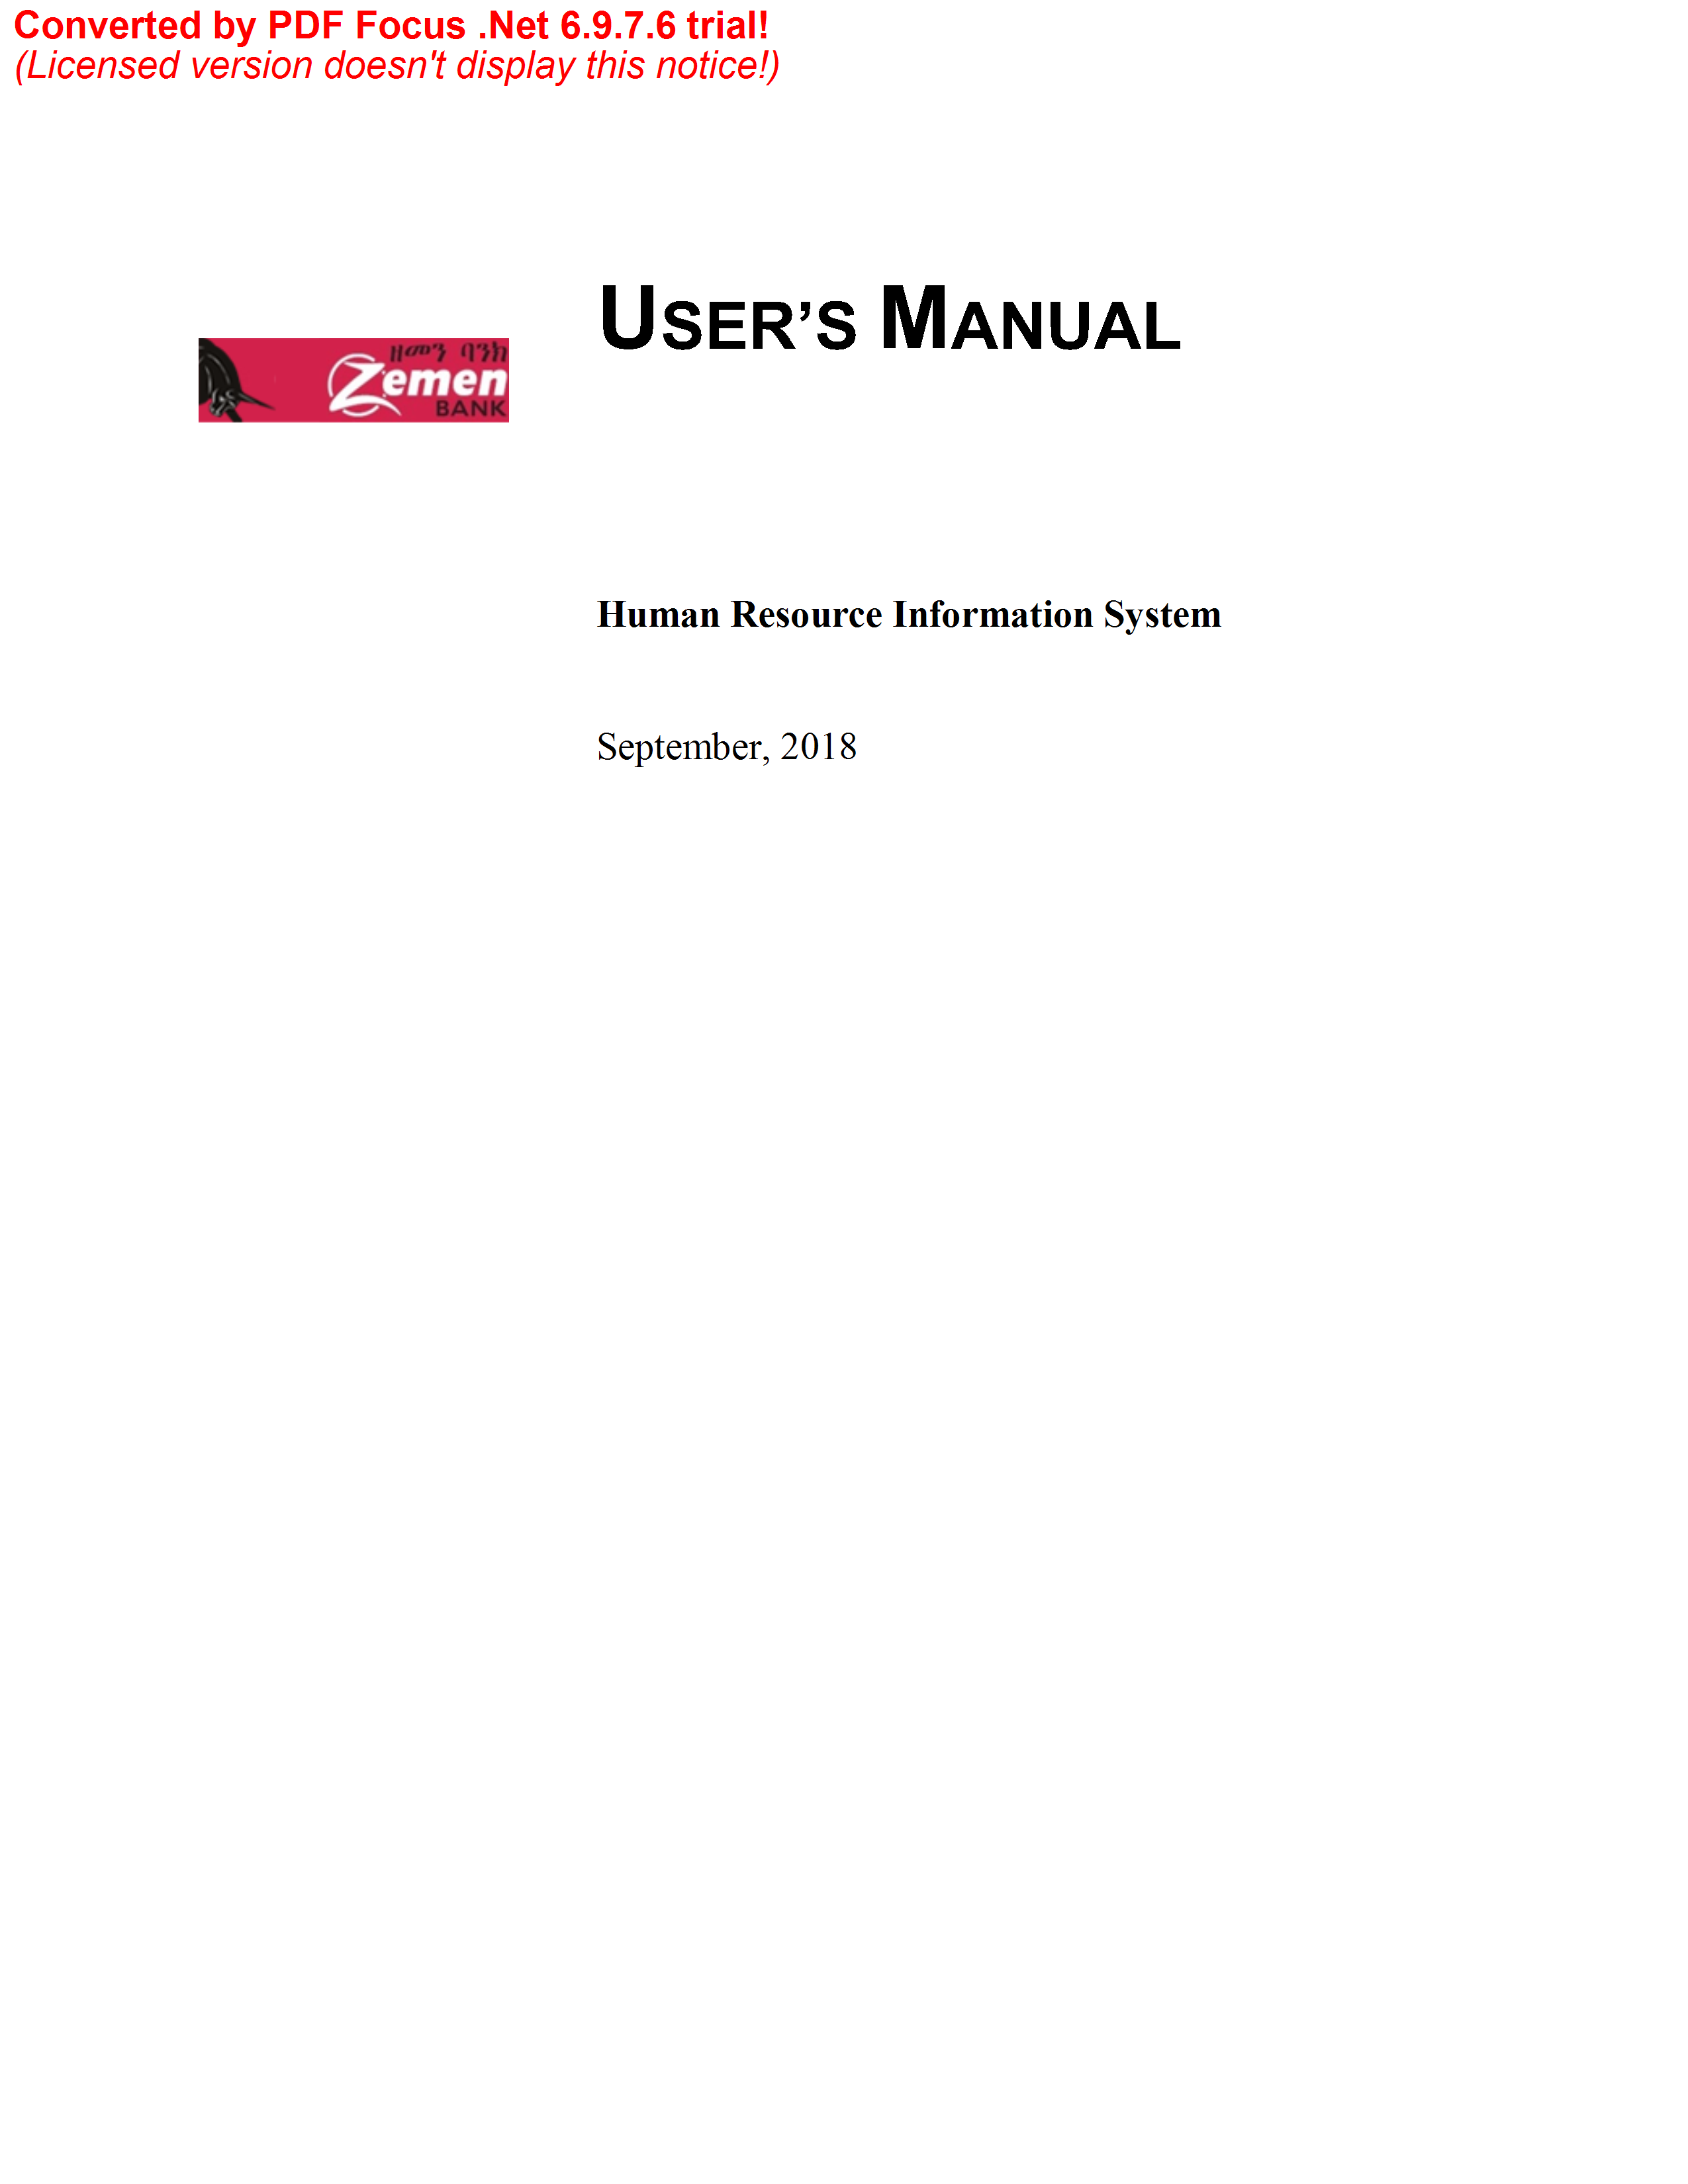 Converted by PDF Focus .Net 6.9.7.6 trial!
(Licensed version doesn't display this notice!)
USER’S MANUAL
ዘመን ባንክ
Zemen
BANK
Human Resource Information System
September, 2018